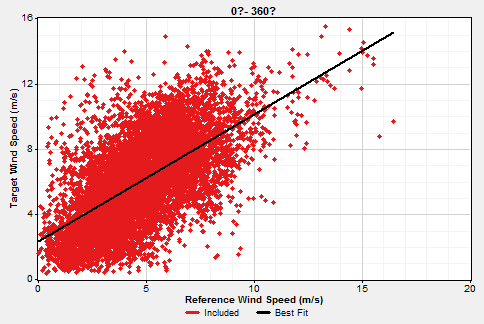 0?- 360?
16
12
8
4
0
Target Wind Speed (m/s)
0 5 10 15 20
Reference Wind Speed (m/s)
Included Best Fit